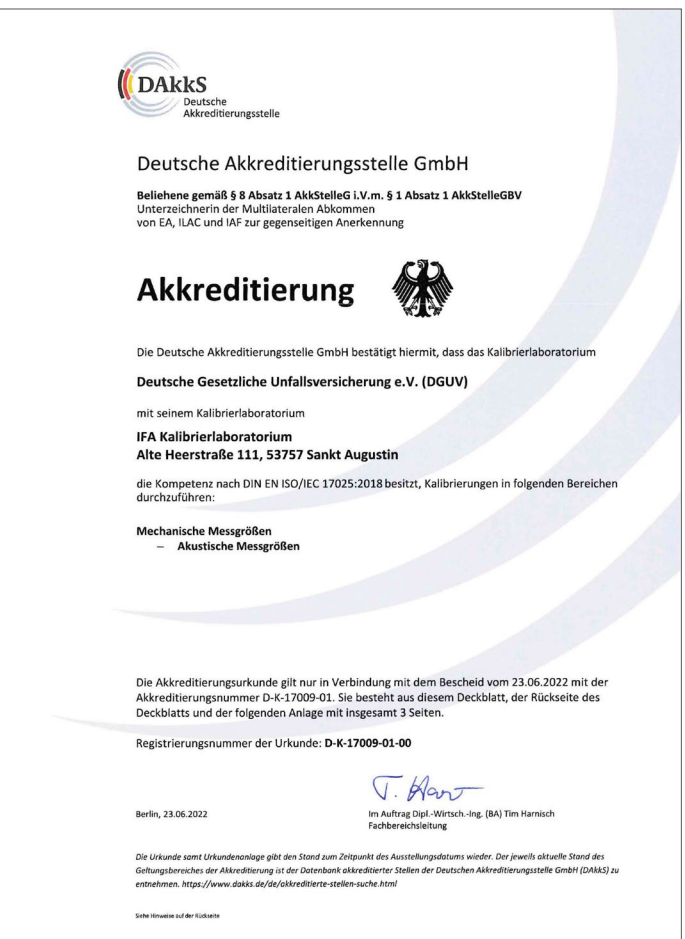 DAkkS
Deutsche
Akkreditierungsstelle
Deutsche Akkreditierungsstelle GmbH
Beliehene gemäß § 8 Absatz 1 AkkStelleG i.V.m. § 1 Absatz 1 AkkStelleGBV
Unterzeichnerin der Multilateralen Abkommen
von EA, ILAC und IAF zur gegenseitigen Anerkennung
Akkreditierung
Die Deutsche Akkreditierungsstelle GmbH bestätigt hiermit, dass das Kalibrierlaboratorium
Deutsche Gesetzliche Unfallsversicherung e.V. (DGUV)
mit seinem Kalibrierlaboratorium
IFA Kalibrierlaboratorium
Alte Heerstraße 111, 53757 Sankt Augustin
die Kompetenz nach DIN EN ISO/IEC 17025:2018 besitzt, Kalibrierungen in folgenden Bereichen
durchzuführen:
Mechanische Messgrößen
– Akustische Messgrößen
Die Akkreditierungsurkunde gilt nur in Verbindung mit dem Bescheid vom 23.06.2022 mit der
Akkreditierungsnummer D-K-17009-01. Sie besteht aus diesem Deckblatt, der Rückseite des
Deckblatts und der folgenden Anlage mit insgesamt 3 Seiten.
Registrierungsnummer der Urkunde: D-K-17009-01-00
Berlin, 23.06.2022
Im Auftrag Dipl.-Wirtsch.-Ing. (BA) Tim Harnisch
Fachbereichsleitung
Die Urkunde samt Urkundenanlage gibt den Stand zum Zeitpunkt des Ausstellungsdatums wieder. Der jeweils aktuelle Stand des
Geltungsbereiches der Akkreditierung ist der Datenbank akkreditierter Stellen der Deutschen Akkreditierungsstelle GmbH (DAkkS) zu
entnehmen. https://www.dakks.de/de/akkreditierte-stellen-suche.html
Siehe Hinweise auf der Rückseite